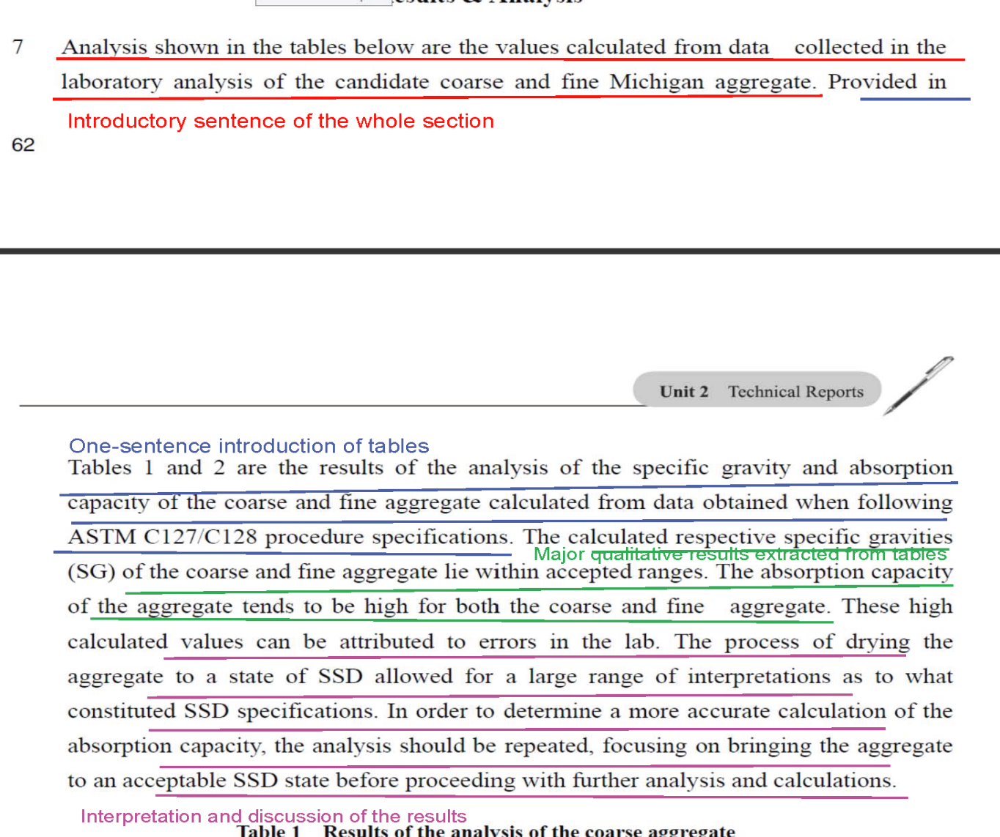 Results & Analysis
7 Analysis shown in the tables below are the values calculated from data collected in the
laboratory analysis of the candidate coarse and fine Michigan aggregate. Provided in
Introductory sentence of the whole section
62
Unit 2 Technical Reports
One-sentence introduction of tables
Tables 1 and 2 are the results of the analysis of the specific gravity and absorption
capacity of the coarse and fine aggregate calculated from data obtained when following
ASTM C127/C128 procedure specifications. The calculated respective specific gravities
Major qualitative results extracted from tables
(SG) of the coarse and fine aggregate lie within accepted ranges. The absorption capacity
of the aggregate tends to be high for both the coarse and fine aggregate. These high
calculated values can be attributed to errors in the lab. The process of drying the
aggregate to a state of SSD allowed for a large range of interpretations as to what
constituted SSD specifications. In order to determine a more accurate calculation of the
absorption capacity, the analysis should be repeated, focusing on bringing the aggregate
to an acceptable SSD state before proceeding with further analysis and calculations.
Interpretation and discussion of the results
Table 1 Results of the analysis of the coarse aggregate